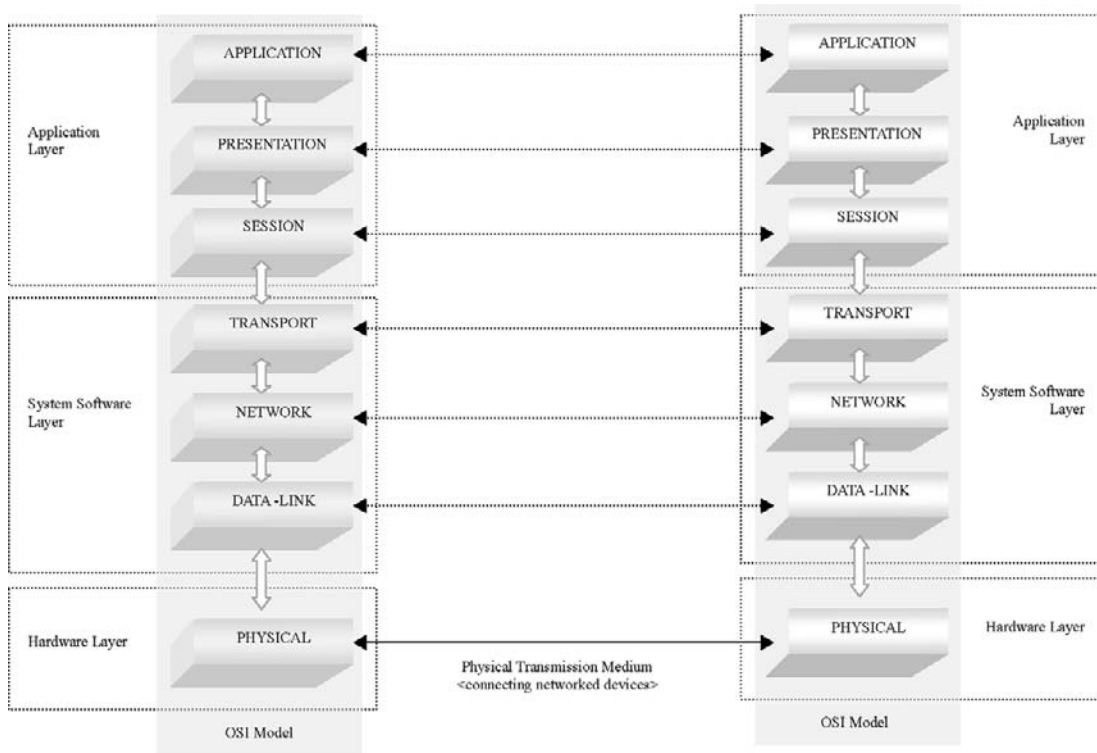 APPLICATION
PRESENTATION
SESSION
Application
Layer
TRANSPORT
NETWORK
DATA -LINK
System Software
Layer
PHYSICAL
Hardware Layer
OSI Model
Physical Transmission Medium
<connecting networked devices>
APPLICATION
PRESENTATION
SESSION
Application
Layer
TRANSPORT
NETWORK
DATA -LINK
System Software
Layer
PHYSICAL
Hardware Layer
OSI Model